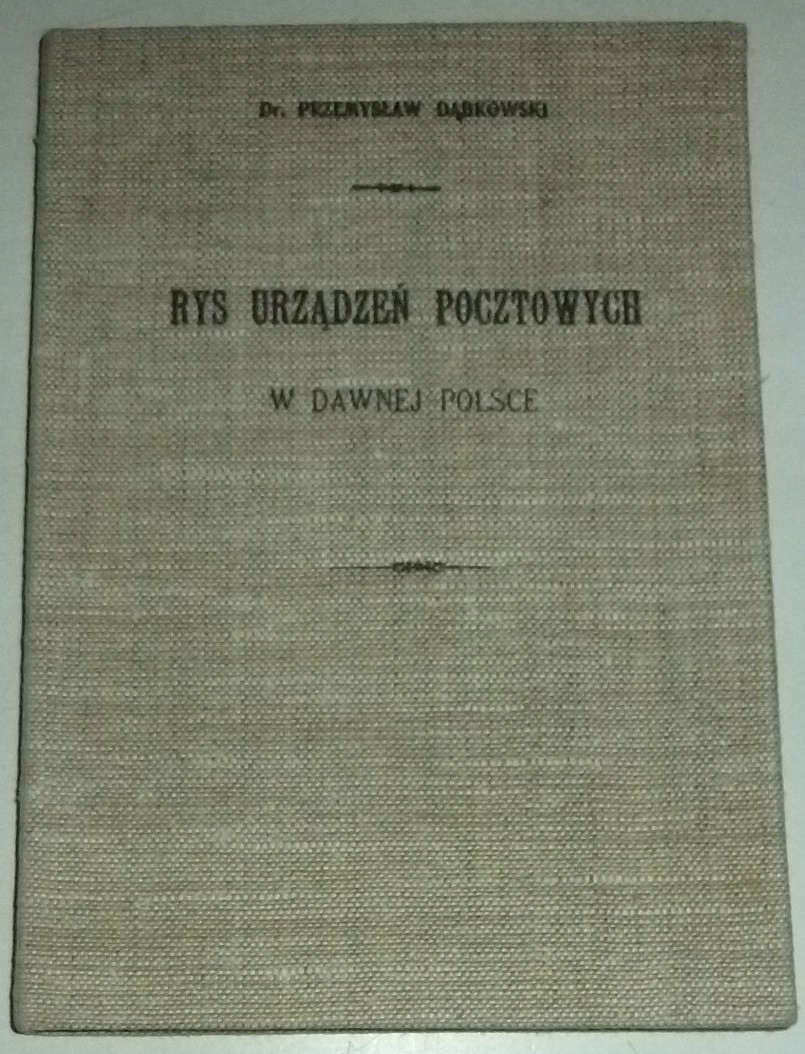 Dr. PRZEMYSŁAW DĄBKOWSKI
RYS URZĄDZEŃ POCZTOWYCH
W DAWNEJ POLSCE